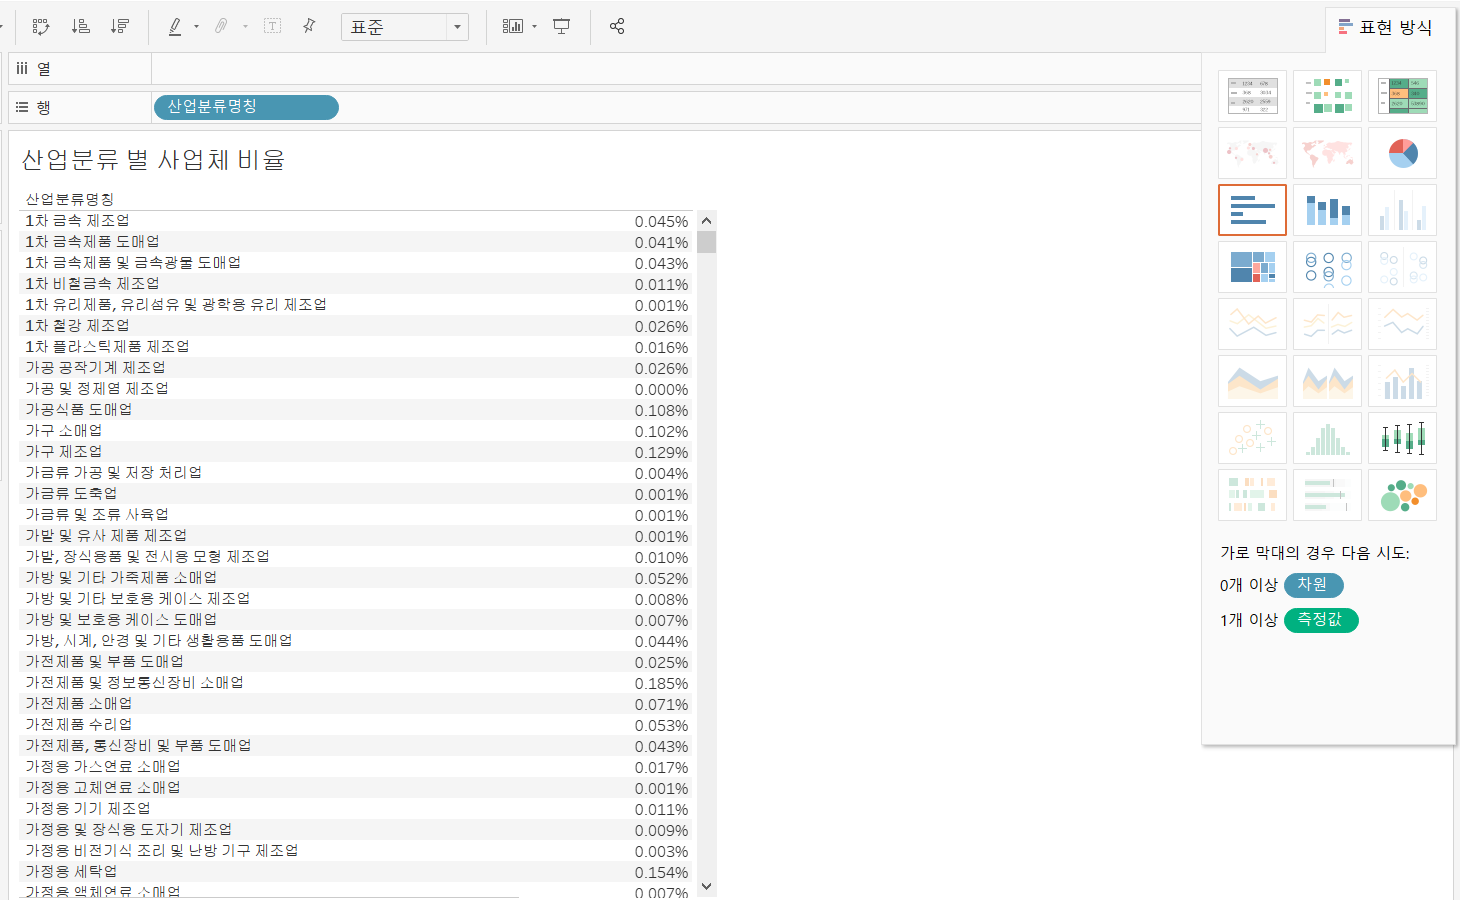 표준
표현 방식
열
행 산업분류명칭
산업분류 별 사업체 비율
산업분류명칭
1차 금속 제조업 0.045%
1차 금속제품 도매업 0.041%
1차 금속제품 및 금속광물 도매업 0.043%
1차 비철금속 제조업 0.011%
1차 유리제품, 유리섬유 및 광학용 유리 제조업 0.001%
1차 철강 제조업 0.026%
1차 플라스틱제품 제조업 0.016%
가공 공작기계 제조업 0.026%
가공 및 정제염 제조업 0.000%
가공식품 도매업 0.108%
가구 소매업 0.102%
가구 제조업 0.129%
가금류 가공 및 저장 처리업 0.004%
가금류 도축업 0.001%
가금류 및 조류 사육업 0.001%
가발 및 유사 제품 제조업 0.001%
가발, 장식용품 및 전시용 모형 제조업 0.010%
가방 및 기타 가죽제품 소매업 0.052%
가방 및 기타 보호용 케이스 제조업 0.008%
가방 및 보호용 케이스 도매업 0.007%
가방, 시계, 안경 및 기타 생활용품 도매업 0.044%
가전제품 및 부품 도매업 0.025%
가전제품 및 정보통신장비 소매업 0.185%
가전제품 소매업 0.071%
가전제품 수리업 0.053%
가전제품, 통신장비 및 부품 도매업 0.043%
가정용 가스연료 소매업 0.017%
가정용 고체연료 소매업 0.001%
가정용 기기 제조업 0.011%
가정용 및 장식용 도자기 제조업 0.009%
가정용 비전기식 조리 및 난방 기구 제조업 0.003%
가정용 세탁업 0.154%
가정용 액체연료 소매업 0.007%
가로 막대의 경우 다음 시도:
0개 이상 차원
1개 이상 측정값